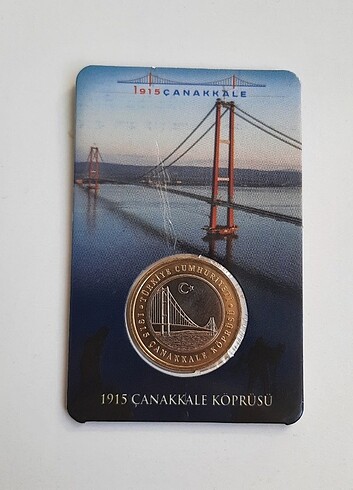 1915ÇANAKKALE
TÜRKİYE CUMHURİYETİ
1915 ÇANAKKALE KÖPRÜSÜ
1915 ÇANAKKALE KÖPRÜSÜ